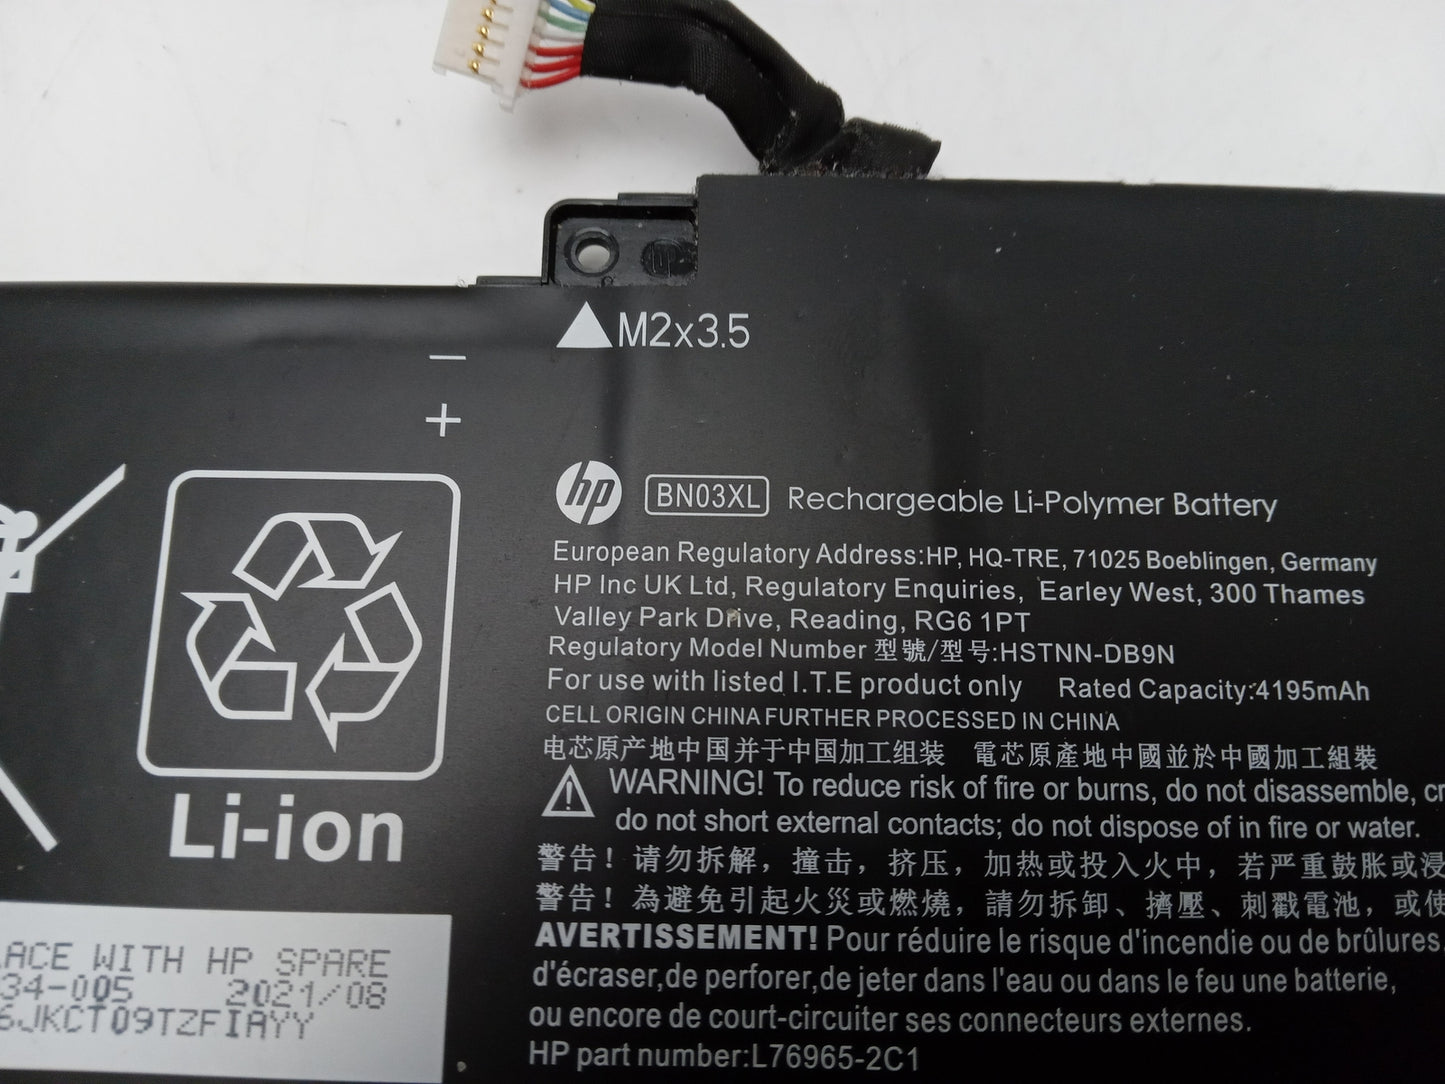 M2x3.5
−
+
hp BN03XL Rechargeable Li-Polymer Battery
European Regulatory Address:HP, HQ-TRE, 71025 Boeblingen, Germany
HP Inc UK Ltd, Regulatory Enquiries, Earley West, 300 Thames
Valley Park Drive, Reading, RG6 1PT
Regulatory Model Number 型號/型号:HSTNN-DB9N
For use with listed I.T.E product only Rated Capacity:4195mAh
CELL ORIGIN CHINA FURTHER PROCESSED IN CHINA
电芯原产地中国并于中国加工组装 電芯原產地中國並於中國加工組裝
WARNING! To reduce risk of fire or burns, do not disassemble,
do not short external contacts; do not dispose of in fire or water.
警告！请勿拆解，撞击，挤压，加热或投入火中，若严重鼓胀或浸
警告！為避免引起火災或燃燒，請勿拆卸、擠壓、刺戳電池，或使
AVERTISSEMENT! Pour réduire le risque d'incendie ou de brûlures,
d'écraser,de perforer,de jeter dans l'eau ou dans le feu une batterie,
ou encore de court-circuiter ses connecteurs externes.
HP part number:L76965-2C1
Li-ion
LACE WITH HP SPARE
34-005 2021/08
6JKCT09TZFIAYY